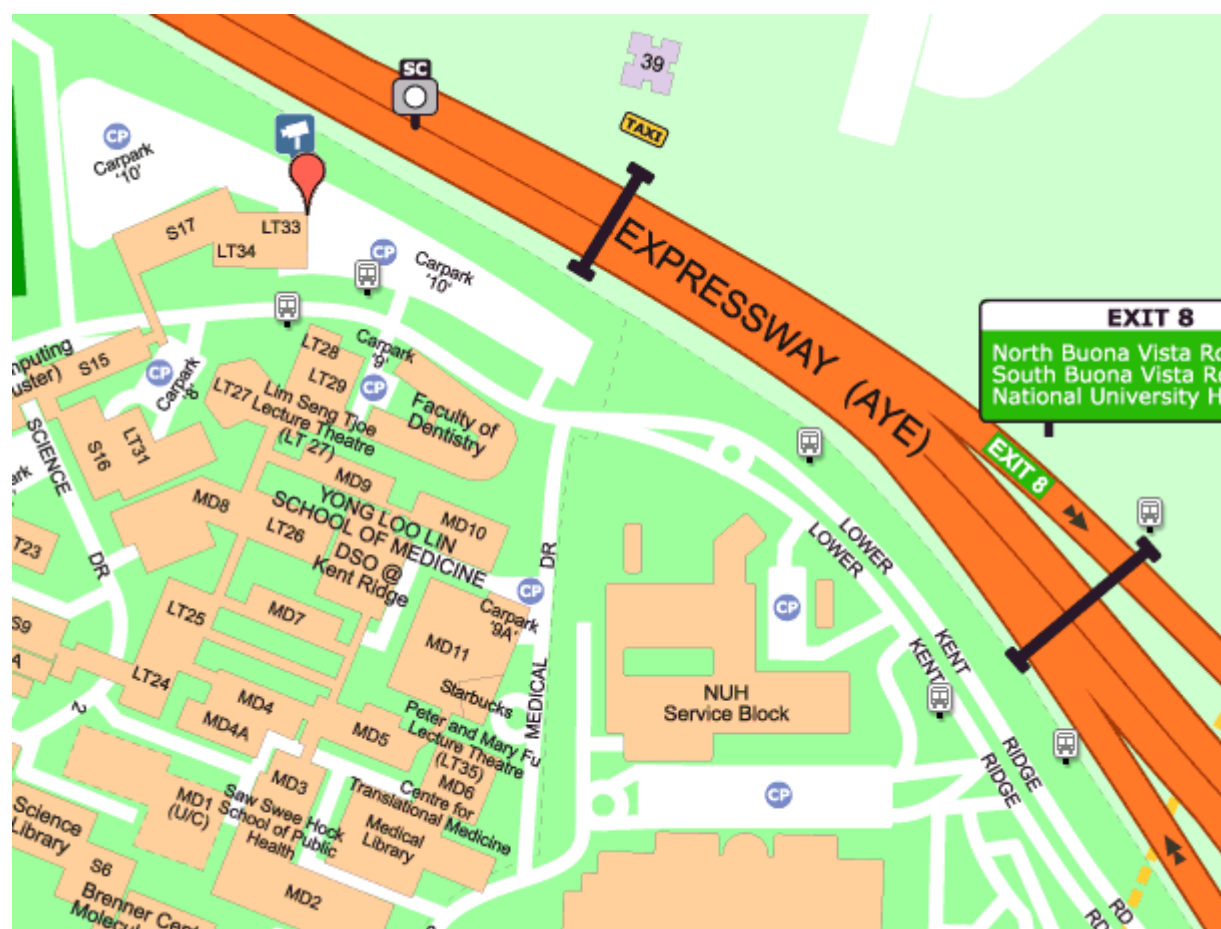 SC
39
TAXI
CP
Carpark
'10'
S17
LT33
LT34
CP
Carpark
'10'
EXPRESSWAY (AYE)
EXIT 8
North Buona Vista
South Buona Vista
National University
EXIT 8
S15
CP
Carpark
'8'
LT28
LT29
Carpark
'9'
CP
LT27
Lim Seng Tjoe
Lecture Theatre
(LT 27)
Faculty of
Dentistry
SCIENCE
DR
2
S16
LT31
MD9
MD8
YONG LOO LIN
SCHOOL OF MEDICINE
MD10
LT26
DSO @
Kent Ridge
CP
Carpark
'9A'
LOWER
LOWER
KENT
KENT
RIDGE
RIDGE
RD
RD
CP
LT25
MD7
MD11
Starbucks
MEDICAL
DR
S9
LT24
MD4
MD4A
MD5
Peter and Mary Fu
Lecture Theatre
(LT35)
MD6
Centre for
Translational Medicine
NUH
Service Block
CP
MD1
(U/C)
MD3
Saw Swee Hock
School of Public
Health
Medical
Library
MD2
Science
Library
S6
Brenner